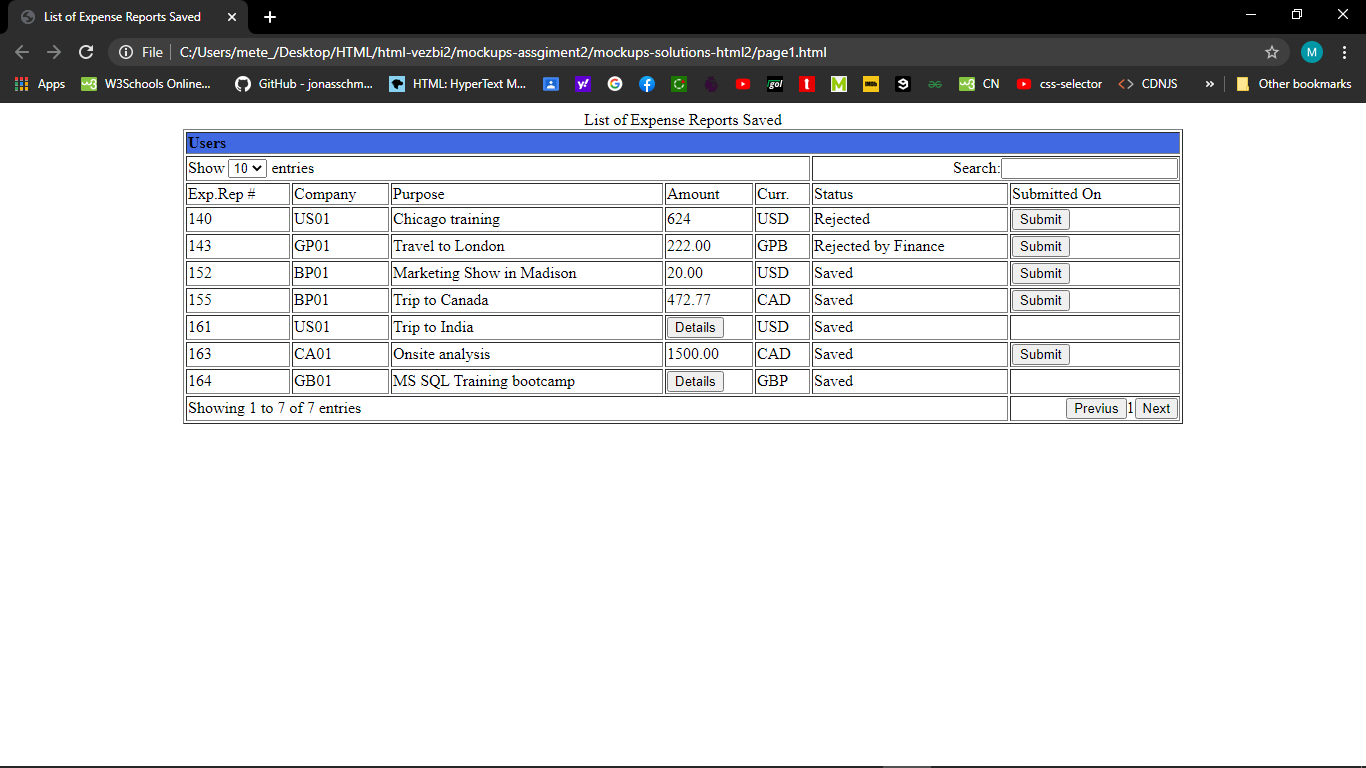 List of Expense Reports Saved
File C:/Users/mete_/Desktop/HTML/html-vezbi2/mockups-assgiment2/mockups-solutions-html2/page1.html M
Apps W3Schools Online... GitHub - jonasschm... HTML: HyperText M... CN css-selector CDNJS » Other bookmarks
List of Expense Reports Saved
Users
Show 10 entries Search:
Exp.Rep # Company Purpose Amount Curr. Status Submitted On
140 US01 Chicago training 624 USD Rejected Submit
143 GP01 Travel to London 222.00 GPB Rejected by Finance Submit
152 BP01 Marketing Show in Madison 20.00 USD Saved Submit
155 BP01 Trip to Canada 472.77 CAD Saved Submit
161 US01 Trip to India Details USD Saved
163 CA01 Onsite analysis 1500.00 CAD Saved Submit
164 GB01 MS SQL Training bootcamp Details GBP Saved
Showing 1 to 7 of 7 entries Previus 1 Next